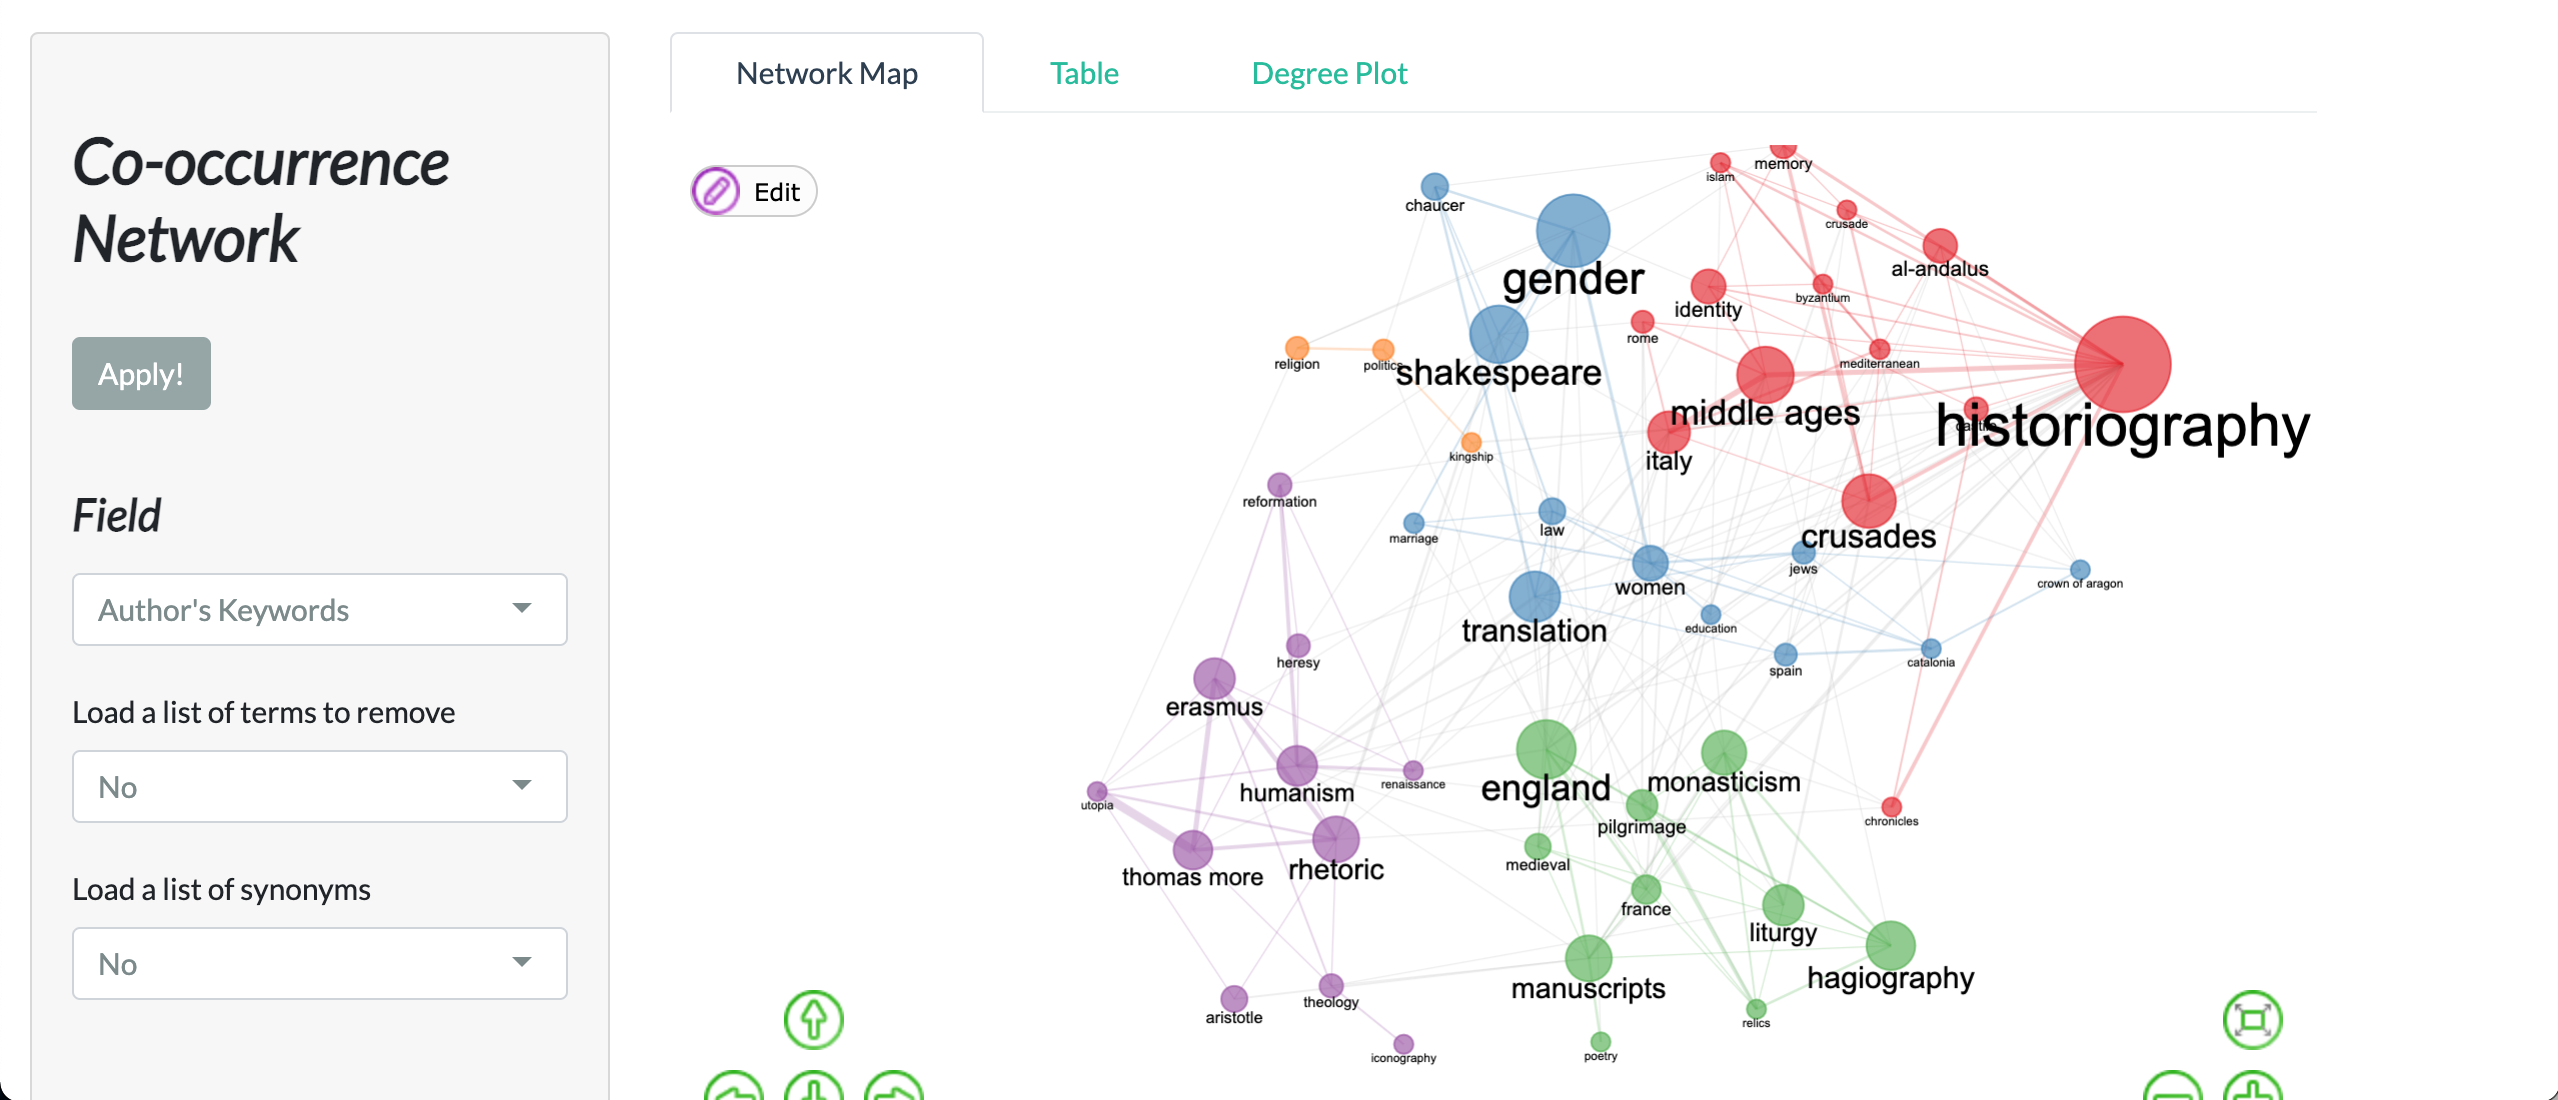 Co-occurrence
Network
Apply!
Field
Author's Keywords
Load a list of terms to remove
No
Load a list of synonyms
No
Network Map
Table
Degree Plot
Edit
memory
islam
chaucer
crusade
al-andalus
gender
identity
byzantium
rome
religion
politics
shakespeare
mediterranean
middle ages
castile
historiography
italy
kingship
reformation
law
marriage
crusades
jews
women
crown of aragon
translation
education
heresy
spain
catalonia
erasmus
humanism
renaissance
england
monasticism
utopia
pilgrimage
chronicles
medieval
thomas more
rhetoric
france
liturgy
manuscripts
hagiography
theology
aristotle
relics
iconography
poetry